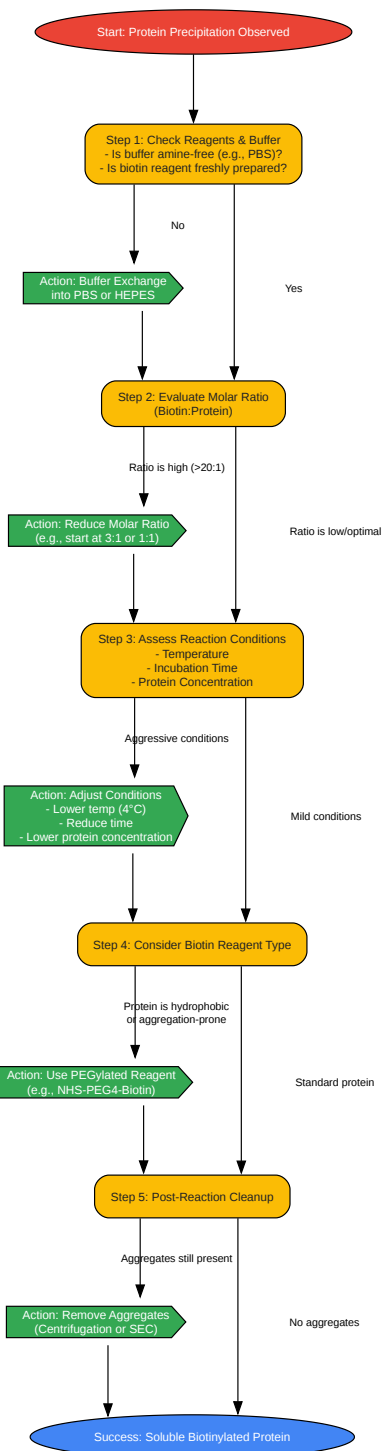 Start: Protein Precipitation Observed
Step 1: Check Reagents & Buffer
- Is buffer amine-free (e.g., PBS)?
- Is biotin reagent freshly prepared?
No
Action: Buffer Exchange
into PBS or HEPES
Yes
Step 2: Evaluate Molar Ratio
(Biotin:Protein)
Ratio is high (>20:1)
Action: Reduce Molar Ratio
(e.g., start at 3:1 or 1:1)
Ratio is low/optimal
Step 3: Assess Reaction Conditions
- Temperature
- Incubation Time
- Protein Concentration
Aggressive conditions
Action: Adjust Conditions
- Lower temp (4°C)
- Reduce time
- Lower protein concentration
Mild conditions
Step 4: Consider Biotin Reagent Type
Protein is hydrophobic
or aggregation-prone
Action: Use PEGylated Reagent
(e.g., NHS-PEG4-Biotin)
Standard protein
Step 5: Post-Reaction Cleanup
Aggregates still present
Action: Remove Aggregates
(Centrifugation or SEC)
No aggregates
Success: Soluble Biotinylated Protein